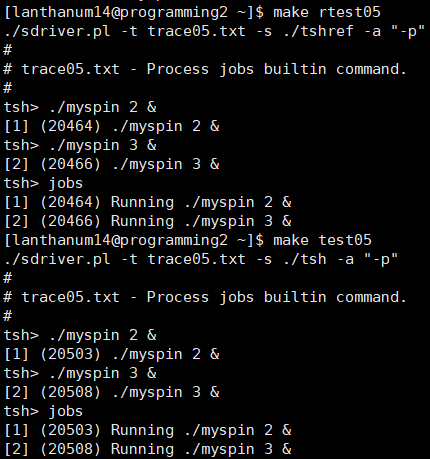 [lanthanum14@programming2 ~]$ make rtest05
./sdriver.pl -t trace05.txt -s ./tshref -a "-p"
#
# trace05.txt - Process jobs builtin command.
#
tsh> ./myspin 2 &
[1] (20464) ./myspin 2 &
tsh> ./myspin 3 &
[2] (20466) ./myspin 3 &
tsh> jobs
[1] (20464) Running ./myspin 2 &
[2] (20466) Running ./myspin 3 &
[lanthanum14@programming2 ~]$ make test05
./sdriver.pl -t trace05.txt -s ./tsh -a "-p"
#
# trace05.txt - Process jobs builtin command.
#
tsh> ./myspin 2 &
[1] (20503) ./myspin 2 &
tsh> ./myspin 3 &
[2] (20508) ./myspin 3 &
tsh> jobs
[1] (20503) Running ./myspin 2 &
[2] (20508) Running ./myspin 3 &